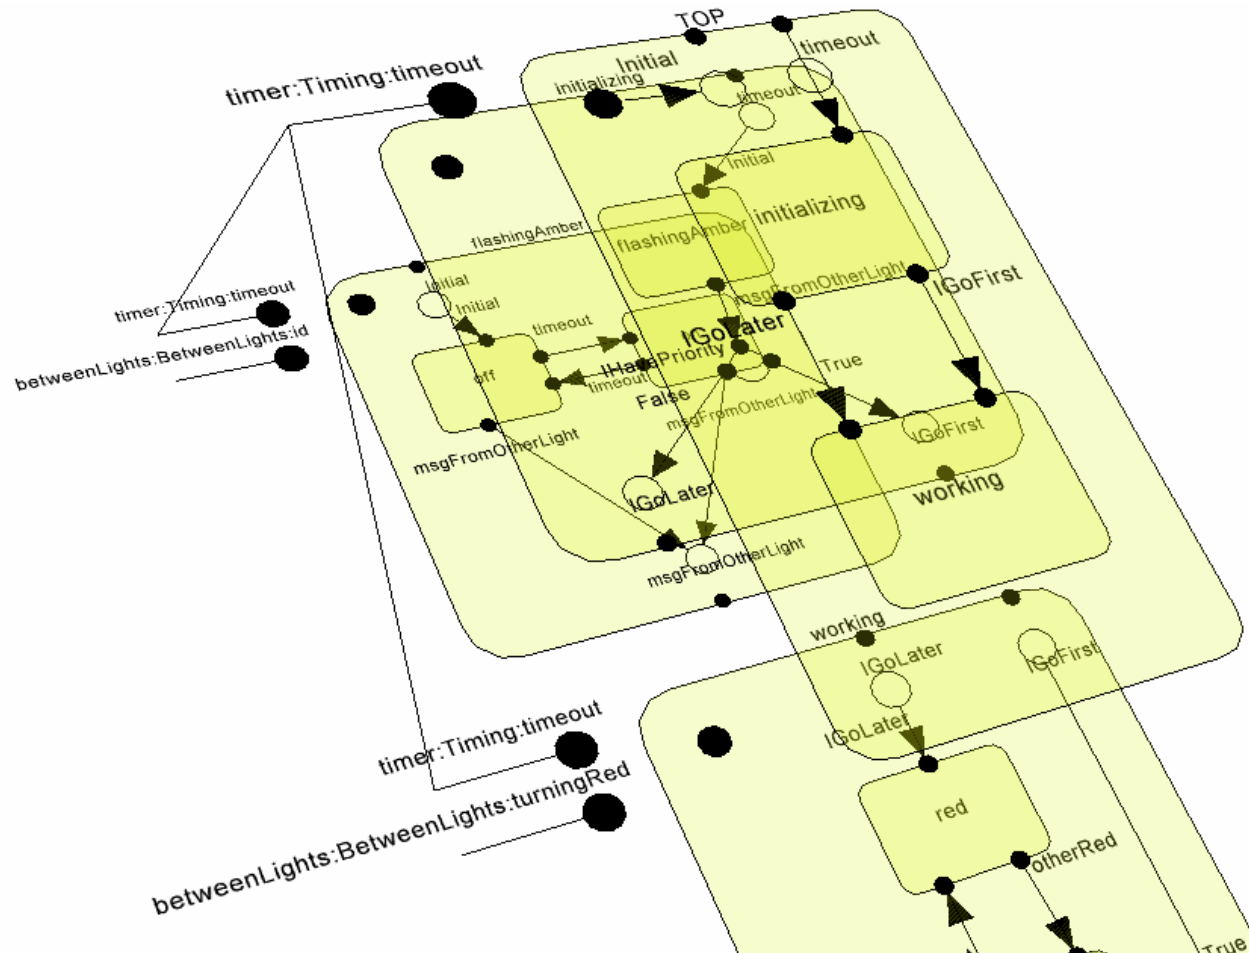 TOP
timeout
Initial
timer:Timing:timeout
initializing
timeout
Initial
initializing
flashingAmber
flashingAmber
Initial
msgFromOtherLight
IGoFirst
timer:Timing:timeout
Initial
timeout
IGoLater
betweenLights:BetweenLights:id
off
IHavePriority
timeout
True
False
msgFromOtherLight
IGoFirst
msgFromOtherLight
IGoLater
working
msgFromOtherLight
working
IGoLater
IGoFirst
timer:Timing:timeout
IGoLater
betweenLights:BetweenLights:turningRed
red
otherRed
True